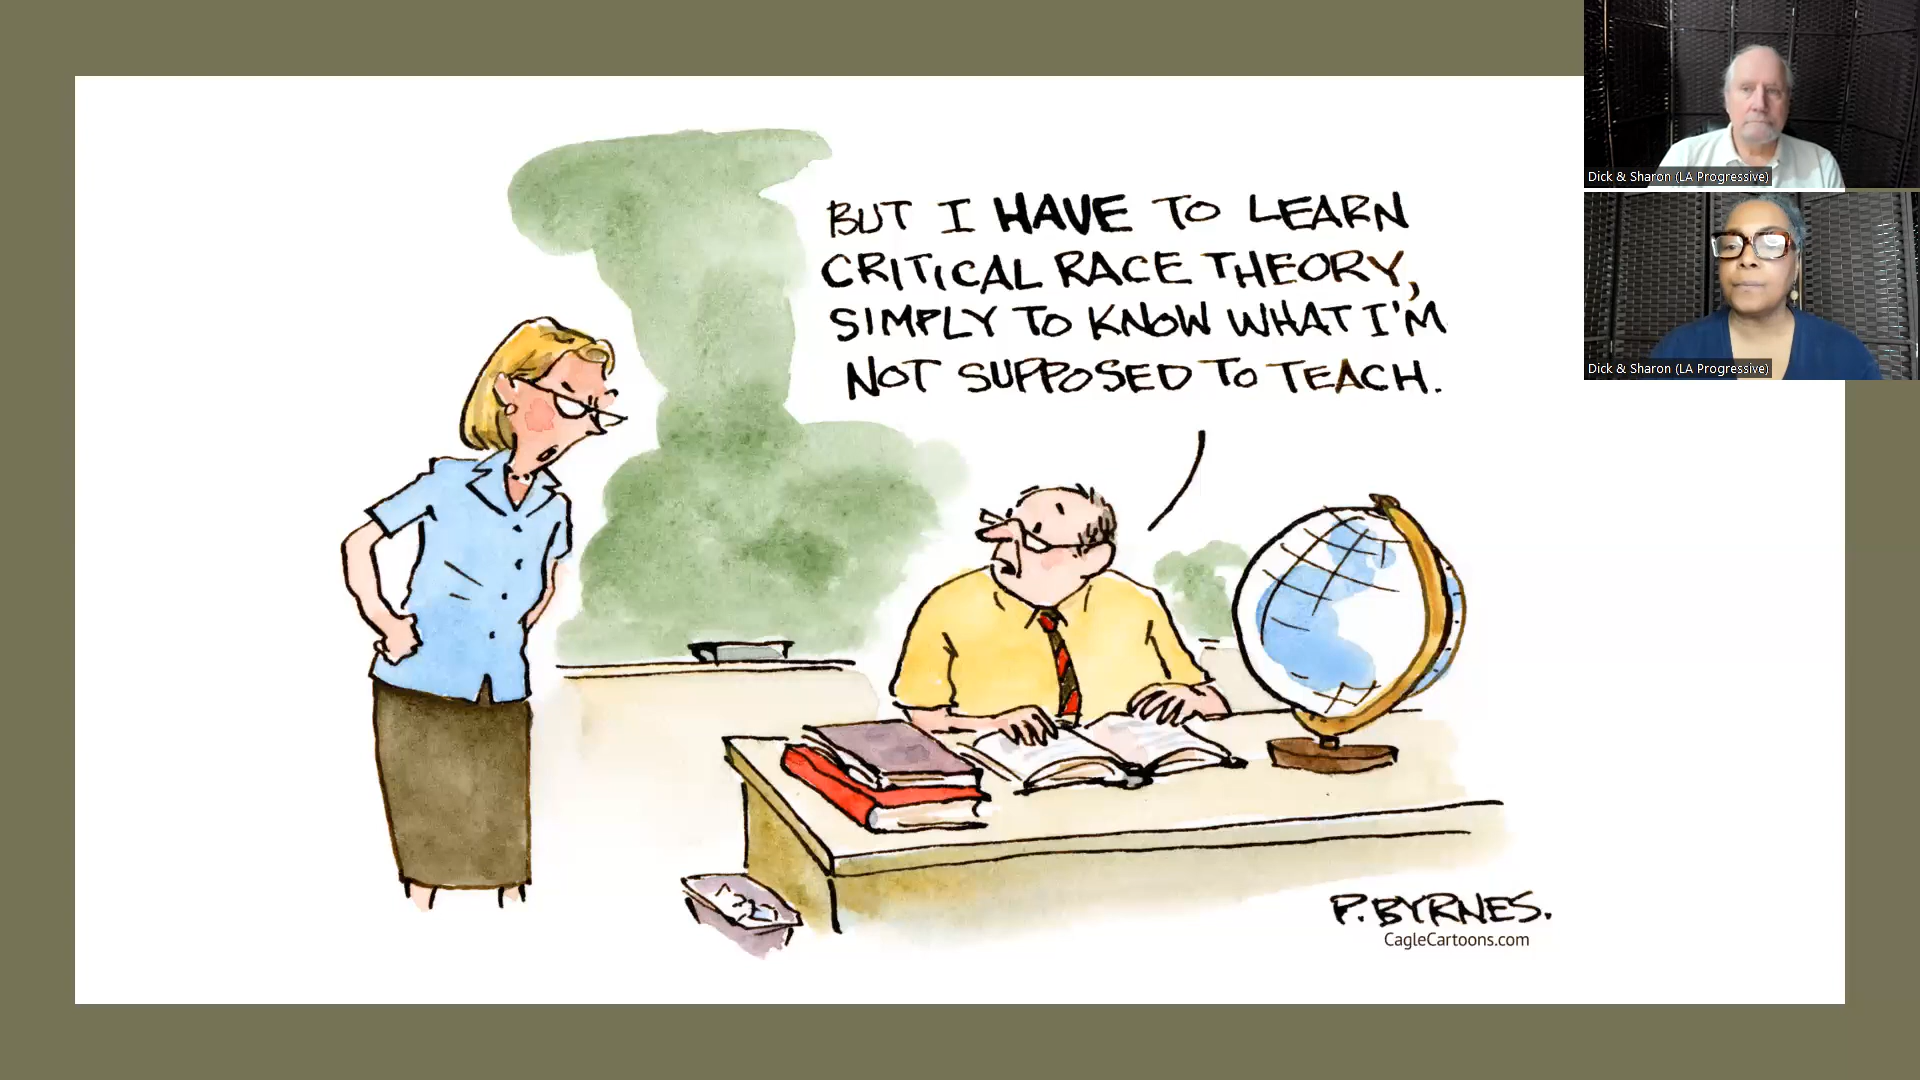 BUT I HAVE TO LEARN
CRITICAL RACE THEORY,
SIMPLY TO KNOW WHAT I'M
NOT SUPPOSED TO TEACH.
P. BYRNES.
CagleCartoons.com
Dick & Sharon (LA Progressive)
Dick & Sharon (LA Progressive)